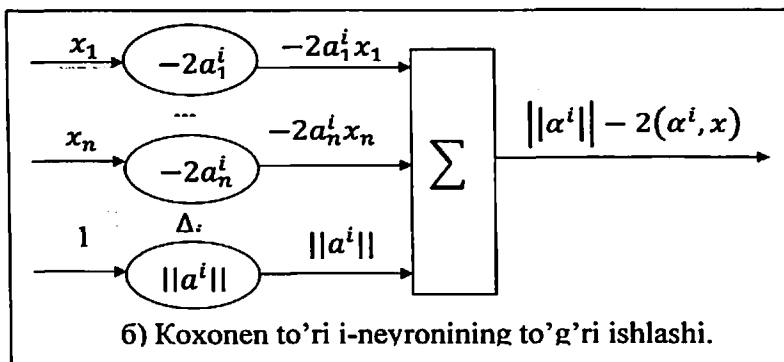 x₁ −2a₁ⁱ −2a₁ⁱx₁
...
xₙ −2aₙⁱ −2aₙⁱxₙ ∑ ||αⁱ|| − 2(αⁱ, x)
Δ:
1 ||aⁱ|| ||aⁱ||
б) Koxonen to’ri i-neyronining to’g’ri ishlashi.